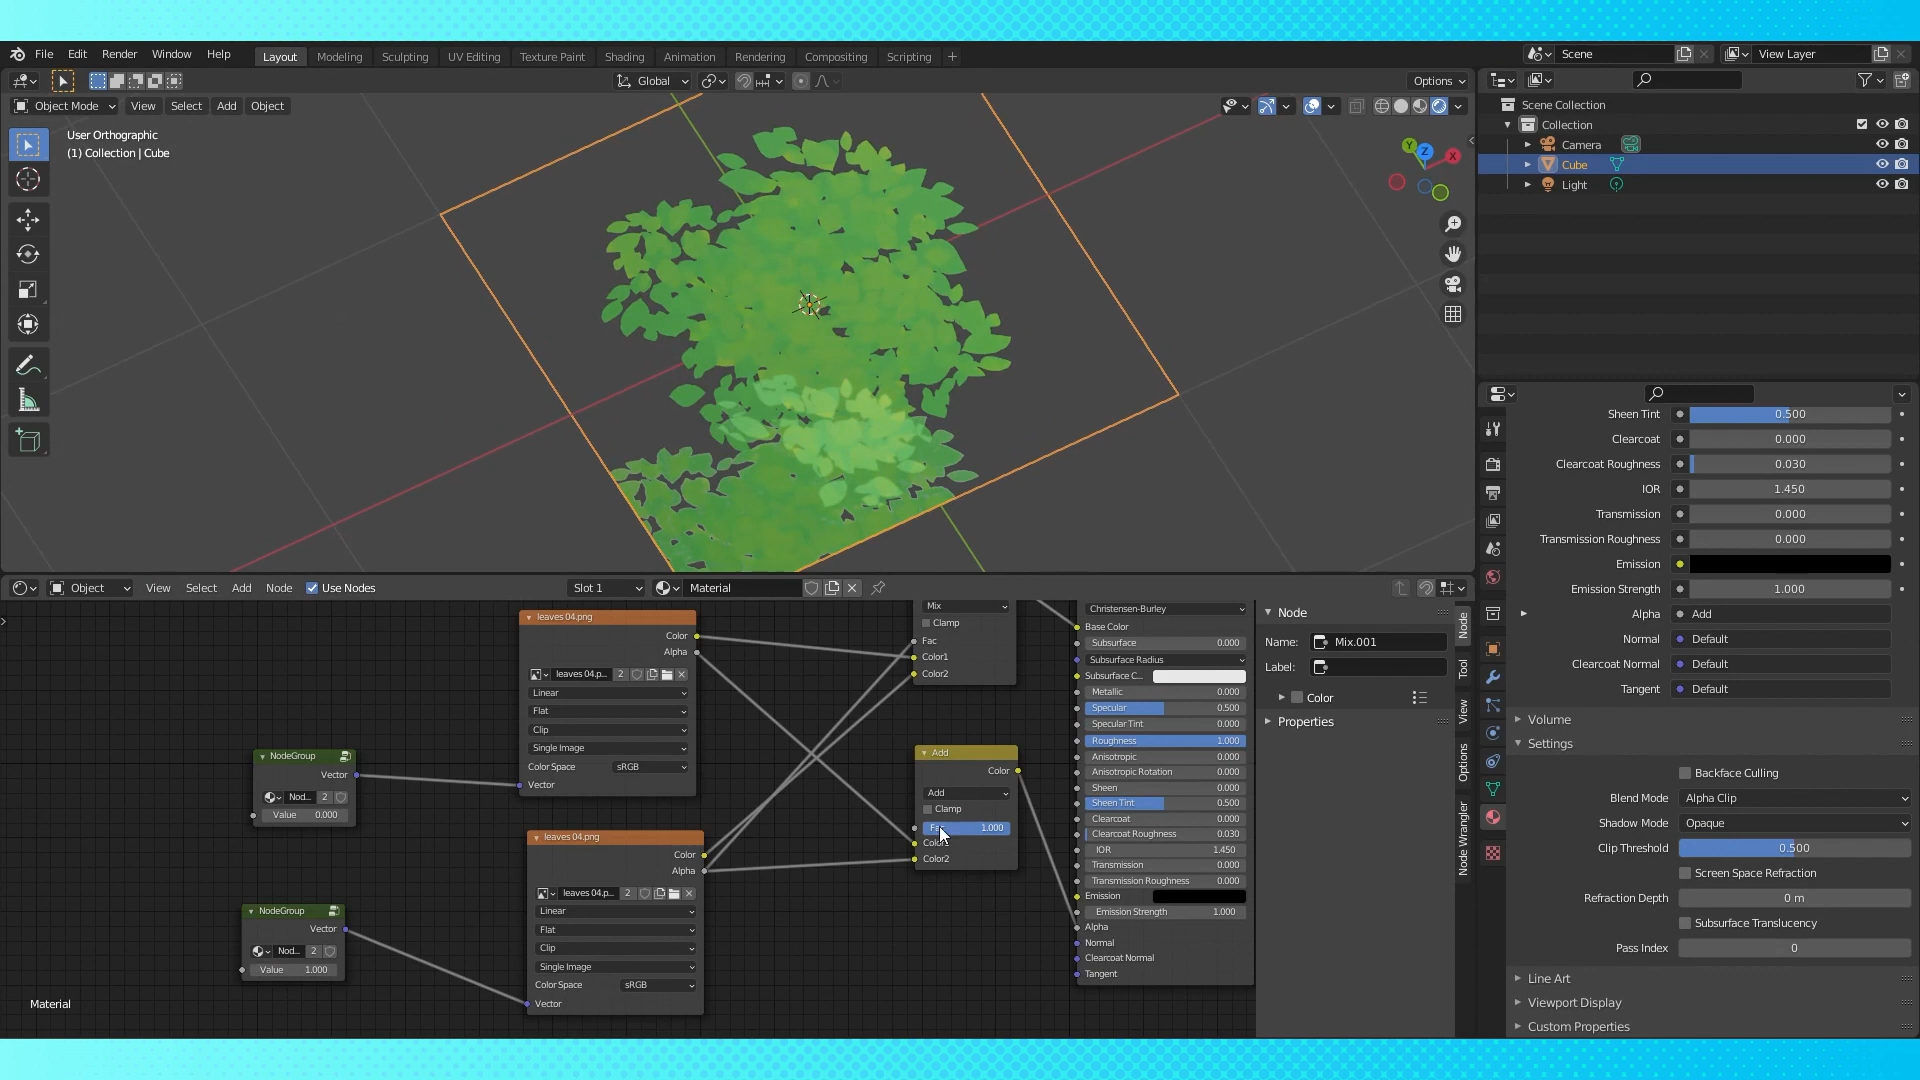 File Edit Render Window Help Layout Modeling Sculpting UV Editing Texture Paint Shading Animation Rendering Compositing Scripting + Scene View Layer
Global Options
Object Mode View Select Add Object
User Orthographic
(1) Collection | Cube
Y Z X
Scene Collection
Collection
Camera
Cube
Light
Sheen Tint 0.500
Clearcoat 0.000
Clearcoat Roughness 0.030
IOR 1.450
Transmission 0.000
Transmission Roughness 0.000
Emission
Emission Strength 1.000
Alpha Add
Normal Default
Clearcoat Normal Default
Tangent Default
Volume
Settings
Backface Culling
Blend Mode Alpha Clip
Shadow Mode Opaque
Clip Threshold 0.500
Screen Space Refraction
Refraction Depth 0 m
Subsurface Translucency
Pass Index 0
Line Art
Viewport Display
Custom Properties
Object View Select Add Node Use Nodes Slot 1 Material
leaves 04.png
Color
Alpha
leaves 04.p... 2
Linear
Flat
Clip
Single Image
Color Space sRGB
Vector
NodeGroup
Vector
Nod... 2
Value 0.000
leaves 04.png
Color
Alpha
leaves 04.p... 2
Linear
Flat
Clip
Single Image
Color Space sRGB
Vector
NodeGroup
Vector
Nod... 2
Value 1.000
Material
Mix
Clamp
Fac
Color1
Color2
Add
Color
Add
Clamp
1.000
Color2
Christensen-Burley
Base Color
Subsurface 0.000
Subsurface Radius
Subsurface C...
Metallic 0.000
Specular 0.500
Specular Tint 0.000
Roughness 1.000
Anisotropic 0.000
Anisotropic Rotation 0.000
Sheen 0.000
Sheen Tint 0.500
Clearcoat 0.000
Clearcoat Roughness 0.030
IOR 1.450
Transmission 0.000
Transmission Roughness 0.000
Emission
Emission Strength 1.000
Alpha
Normal
Clearcoat Normal
Tangent
Node
Name: Mix.001
Label:
Color
Properties
Node
Tool
View
Options
Node Wrangler